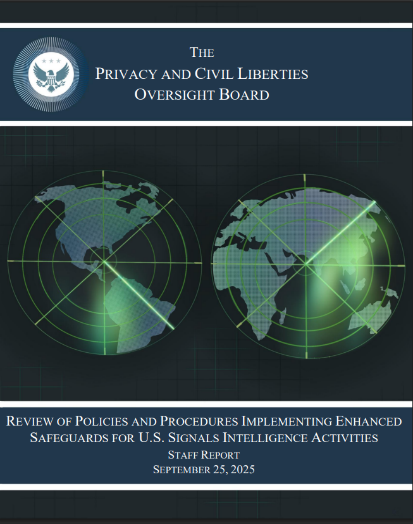 THE
PRIVACY AND CIVIL LIBERTIES
OVERSIGHT BOARD
REVIEW OF POLICIES AND PROCEDURES IMPLEMENTING ENHANCED
SAFEGUARDS FOR U.S. SIGNALS INTELLIGENCE ACTIVITIES
STAFF REPORT
SEPTEMBER 25, 2025